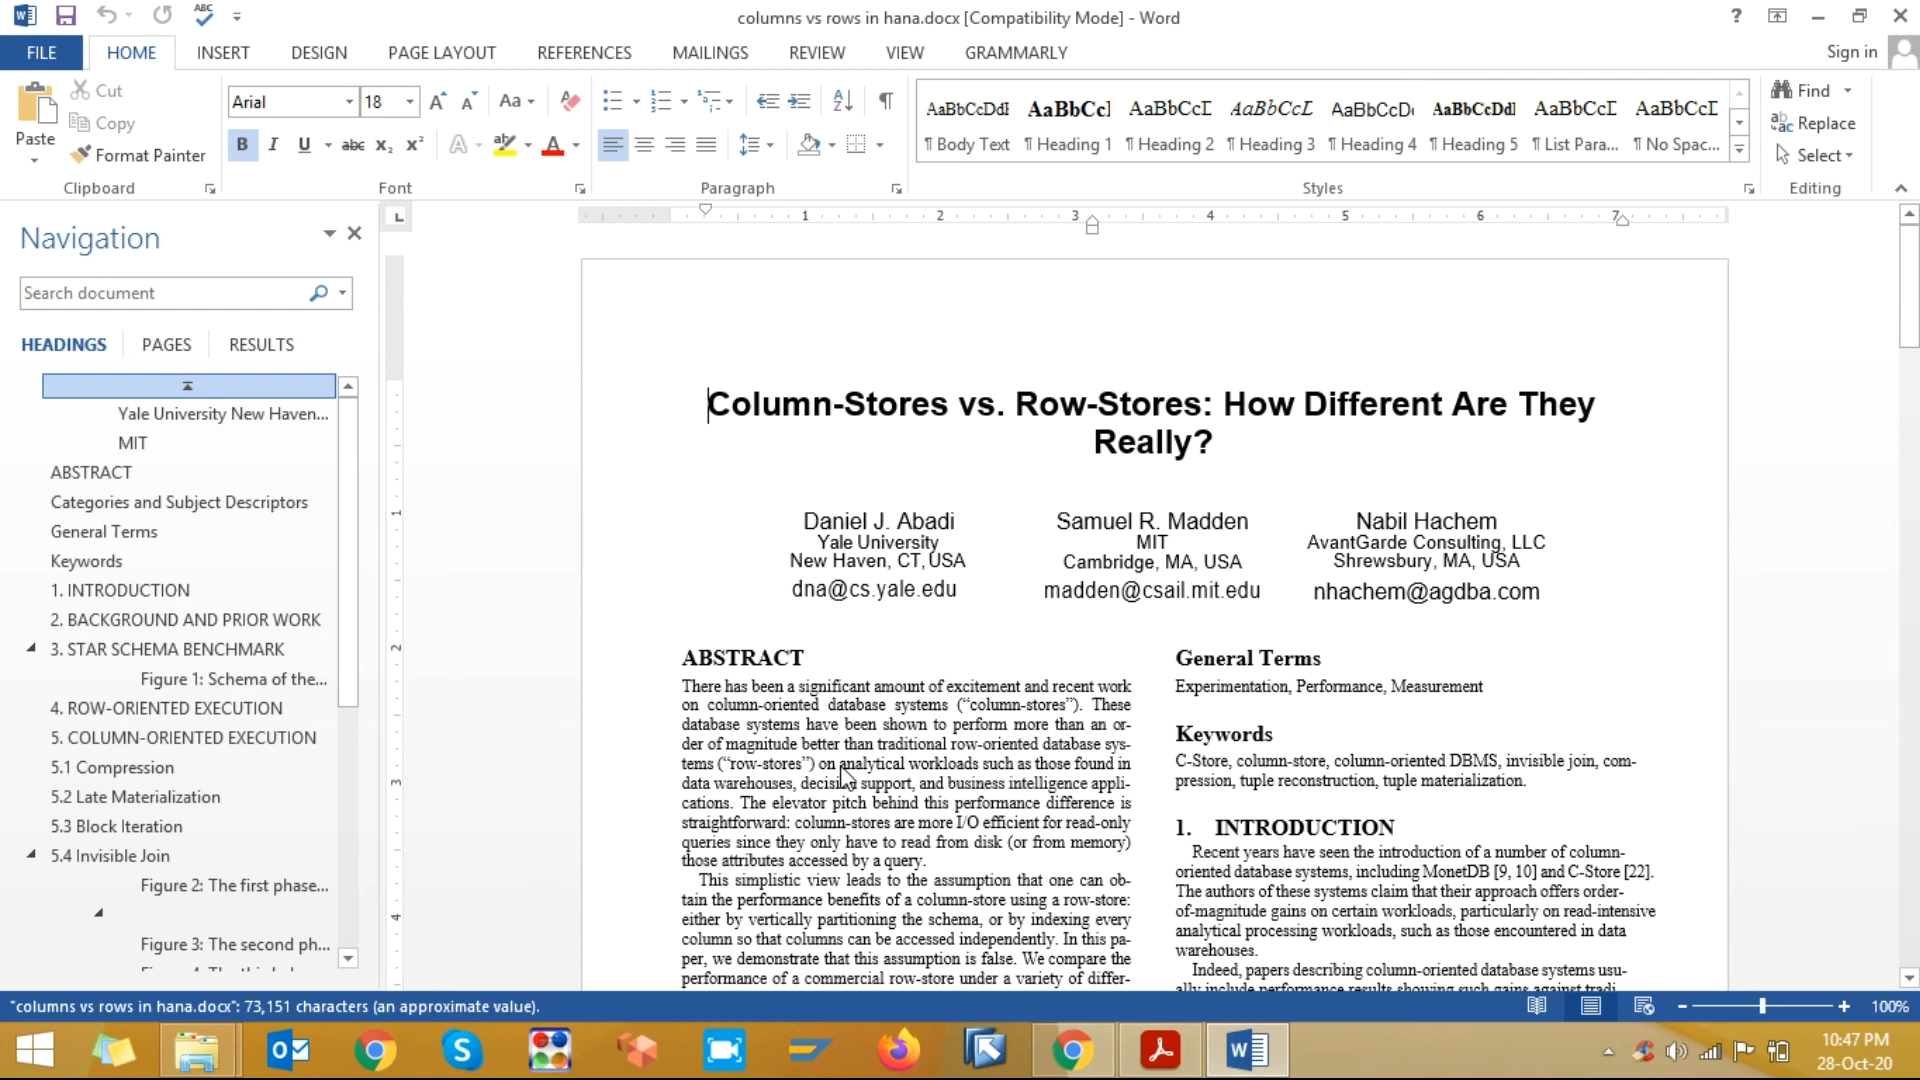 columns vs rows in hana.docx [Compatibility Mode] - Word
FILE HOME INSERT DESIGN PAGE LAYOUT REFERENCES MAILINGS REVIEW VIEW GRAMMARLY Sign in
Paste
Cut
Copy
Format Painter
Clipboard
Arial 18
Font
Paragraph
AaBbCcDdI AaBbCcI AaBbCcD AaBbCcD AaBbCcD AaBbCcDdI AaBbCcD AaBbCcD
¶ Body Text ¶ Heading 1 ¶ Heading 2 ¶ Heading 3 ¶ Heading 4 ¶ Heading 5 ¶ List Para... ¶ No Spac...
Styles
Find
Replace
Select
Editing
Navigation
Search document
HEADINGS PAGES RESULTS
Yale University New Haven...
MIT
ABSTRACT
Categories and Subject Descriptors
General Terms
Keywords
1. INTRODUCTION
2. BACKGROUND AND PRIOR WORK
3. STAR SCHEMA BENCHMARK
Figure 1: Schema of the...
4. ROW-ORIENTED EXECUTION
5. COLUMN-ORIENTED EXECUTION
5.1 Compression
5.2 Late Materialization
5.3 Block Iteration
5.4 Invisible Join
Figure 2: The first phase...
Figure 3: The second ph...
1 2 3 4 5 6 7
1
2
3
4
Column-Stores vs. Row-Stores: How Different Are They
Really?
Daniel J. Abadi
Yale University
New Haven, CT, USA
dna@cs.yale.edu
Samuel R. Madden
MIT
Cambridge, MA, USA
madden@csail.mit.edu
Nabil Hachem
AvantGarde Consulting, LLC
Shrewsbury, MA, USA
nhachem@agdba.com
ABSTRACT
There has been a significant amount of excitement and recent work
on column-oriented database systems (“column-stores”). These
database systems have been shown to perform more than an or-
der of magnitude better than traditional row-oriented database sys-
tems (“row-stores”) on analytical workloads such as those found in
data warehouses, decision support, and business intelligence appli-
cations. The elevator pitch behind this performance difference is
straightforward: column-stores are more I/O efficient for read-only
queries since they only have to read from disk (or from memory)
those attributes accessed by a query.
This simplistic view leads to the assumption that one can ob-
tain the performance benefits of a column-store using a row-store:
either by vertically partitioning the schema, or by indexing every
column so that columns can be accessed independently. In this pa-
per, we demonstrate that this assumption is false. We compare the
performance of a commercial row-store under a variety of differ-
General Terms
Experimentation, Performance, Measurement
Keywords
C-Store, column-store, column-oriented DBMS, invisible join, com-
pression, tuple reconstruction, tuple materialization.
1. INTRODUCTION
Recent years have seen the introduction of a number of column-
oriented database systems, including MonetDB [9, 10] and C-Store [22].
The authors of these systems claim that their approach offers order-
of-magnitude gains on certain workloads, particularly on read-intensive
analytical processing workloads, such as those encountered in data
warehouses.
Indeed, papers describing column-oriented database systems usu-
ally include performance results showing such gains against tradi
"columns vs rows in hana.docx": 73,151 characters (an approximate value).
100%
10:47 PM
28-Oct-20